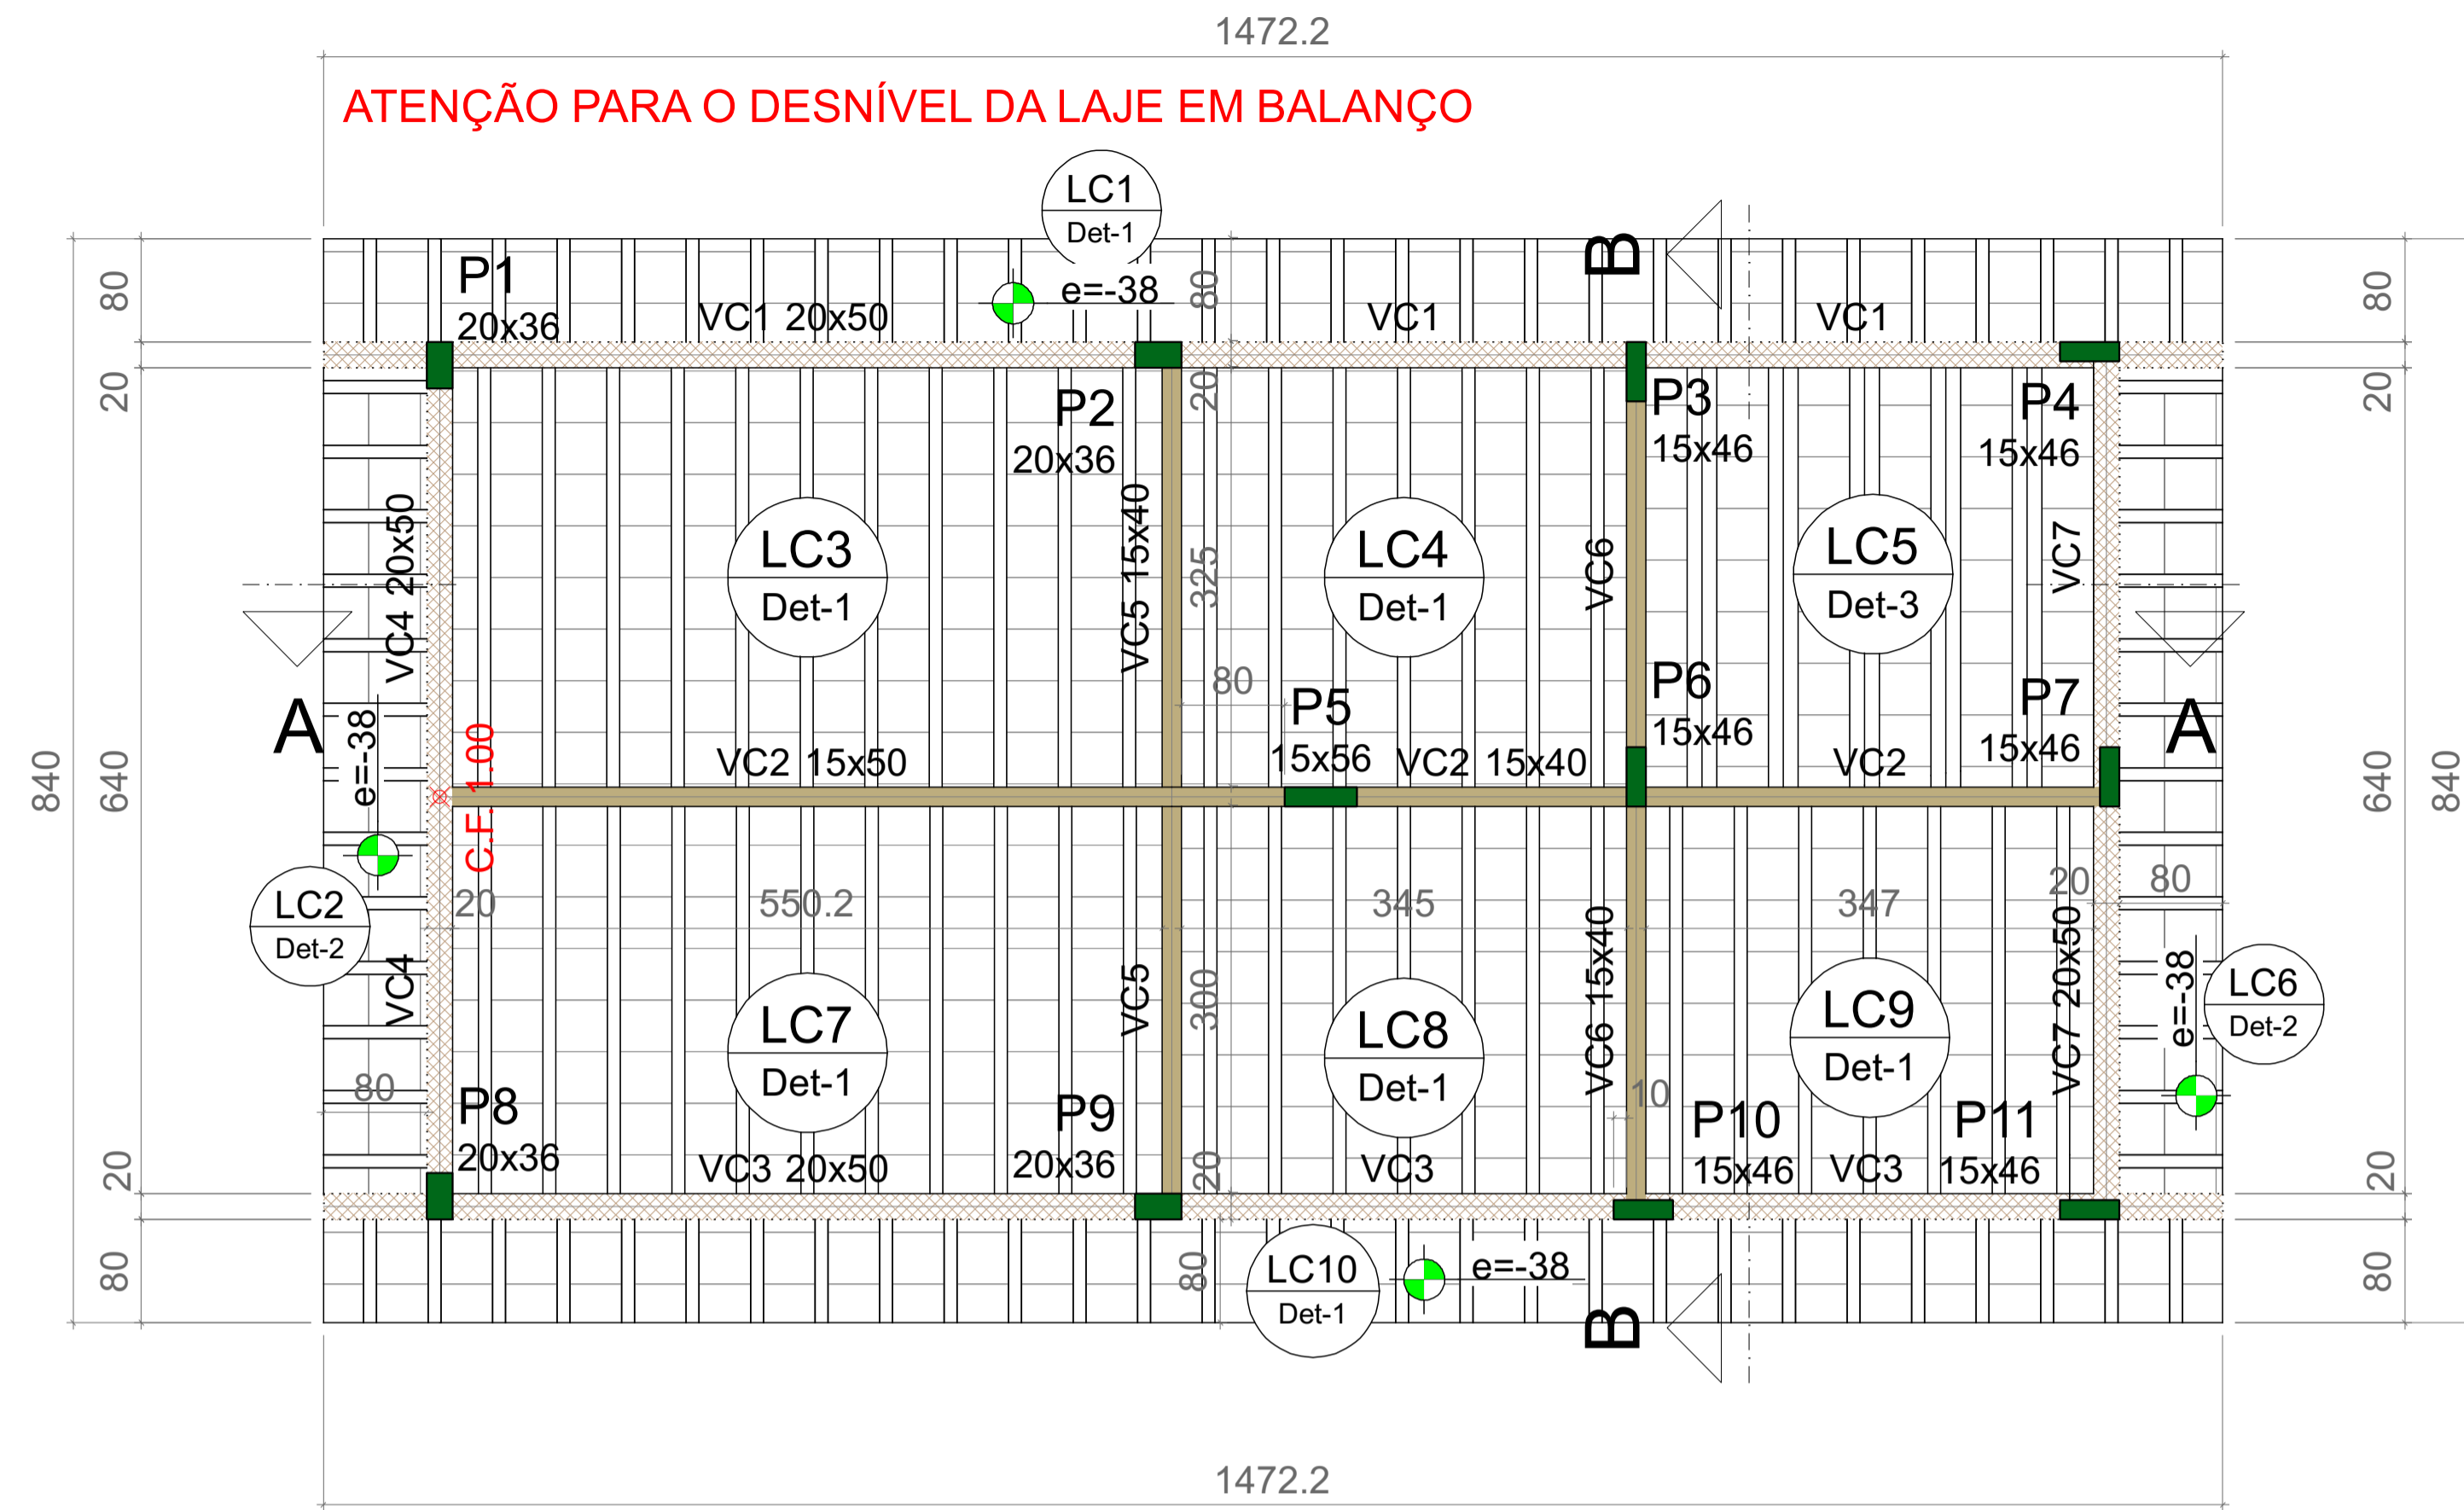 1472.2
ATENÇÃO PARA O DESNÍVEL DA LAJE EM BALANÇO
LC1
Det-1
B
P1
20x36
VC1 20x50
e=-38
80
VC1
VC1
80
80
20
20
20
P2
20x36
P3
15x46
P4
15x46
VC4 20x50
LC3
Det-1
VC5 15x40
325
LC4
Det-1
VC6
LC5
Det-3
VC7
A
e=-38
C.F. 1.00
VC2 15x50
80
P5
15x56
VC2 15x40
P6
15x46
VC2
P7
15x46
A
840
640
640
840
LC2
Det-2
20
550.2
345
347
20
80
VC4
LC7
Det-1
VC5
300
LC8
Det-1
VC6 15x40
LC9
Det-1
VC7 20x50
e=-38
LC6
Det-2
80
P8
20x36
VC3 20x50
P9
20x36
VC3
10
P10
15x46
VC3
P11
15x46
20
20
20
80
80
LC10
Det-1
e=-38
B
80
1472.2